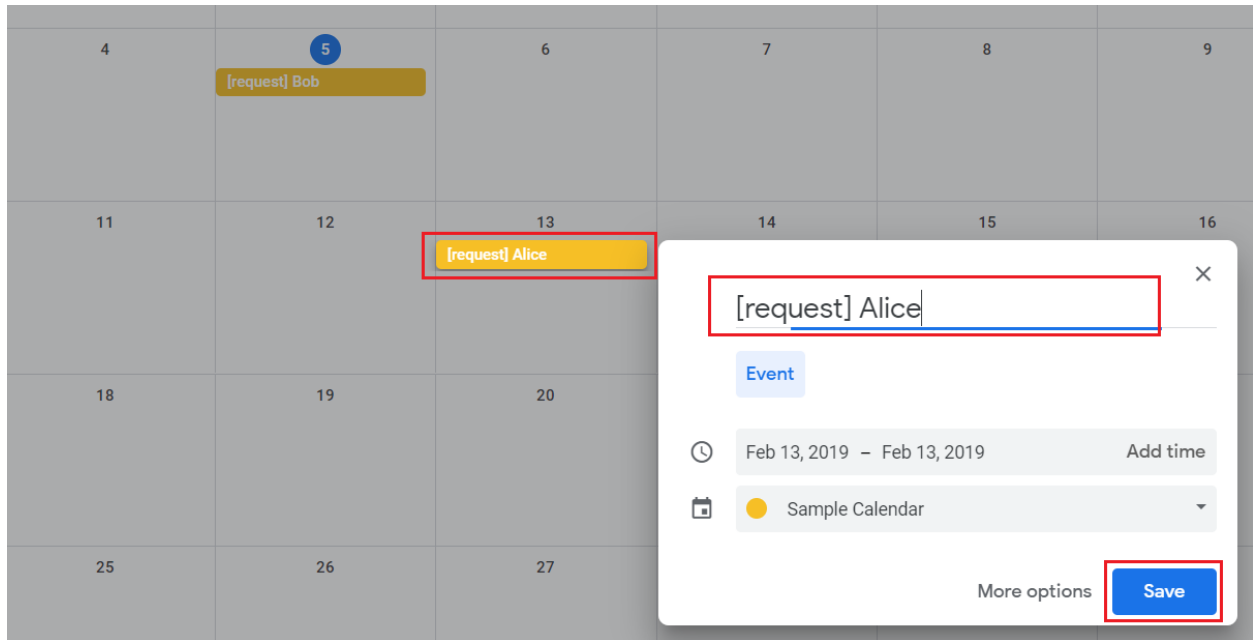 4 5 6 7 8 9
[request] Bob
11 12 13 14 15 16
[request] Alice
[request] Alice
Event
18 19 20
Feb 13, 2019 – Feb 13, 2019 Add time
Sample Calendar
25 26 27
More options Save